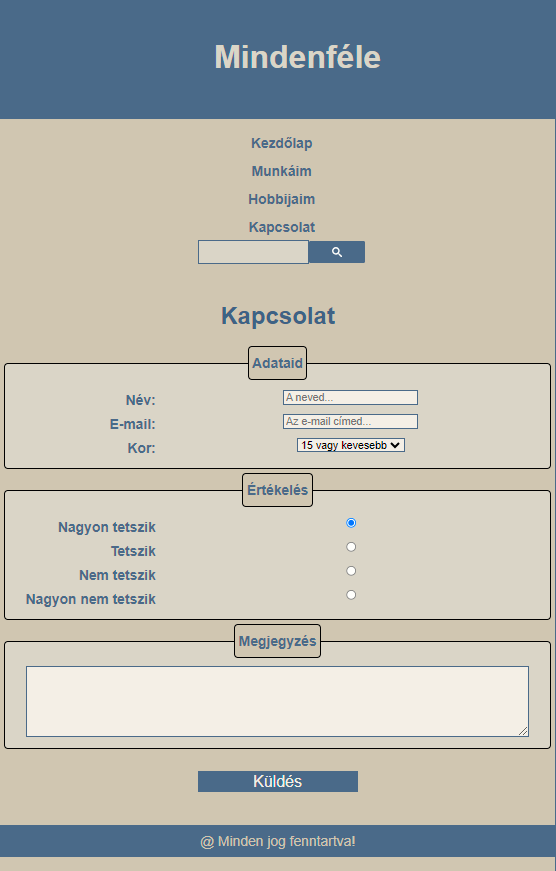 Mindenféle
Kezdőlap
Munkáim
Hobbijaim
Kapcsolat
Kapcsolat
Adataid
Név: A neved...
E-mail: Az e-mail címed...
Kor: 15 vagy kevesebb
Értékelés
Nagyon tetszik
Tetszik
Nem tetszik
Nagyon nem tetszik
Megjegyzés
Küldés
@ Minden jog fenntartva!